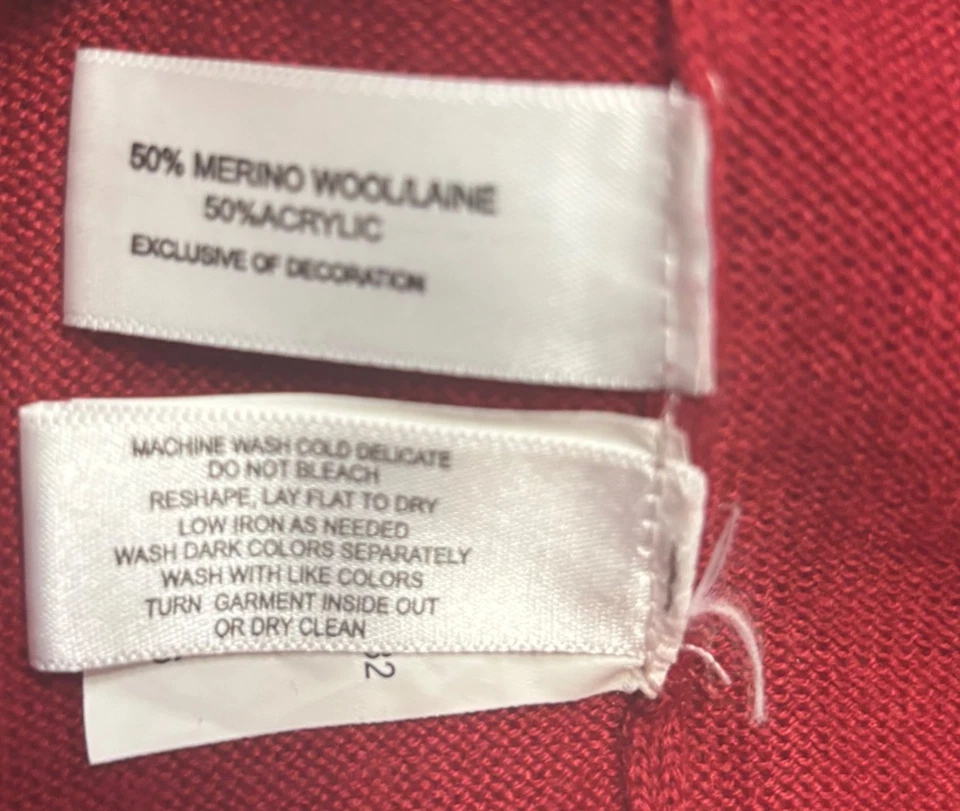 50% MERINO WOOL/LAINE
50%ACRYLIC
EXCLUSIVE OF DECORATION
MACHINE WASH COLD DELICATE
DO NOT BLEACH
RESHAPE, LAY FLAT TO DRY
LOW IRON AS NEEDED
WASH DARK COLORS SEPARATELY
WASH WITH LIKE COLORS
TURN GARMENT INSIDE OUT
OR DRY CLEAN